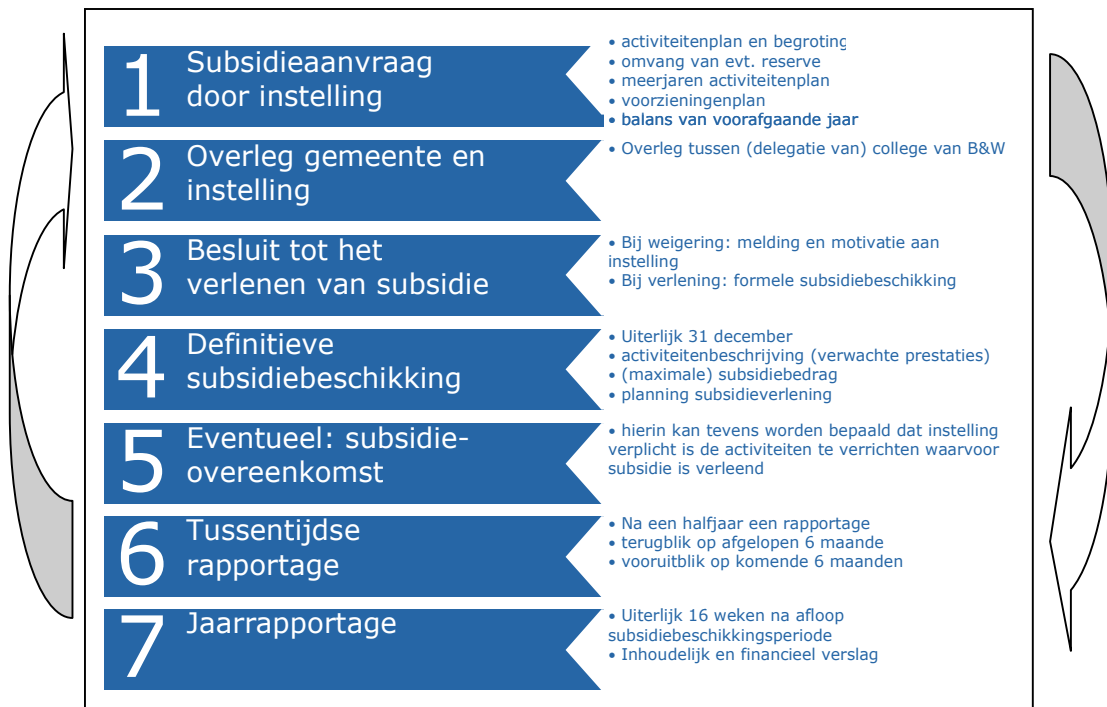 1
Subsidieaanvraag
door instelling
• activiteitenplan en begroting
• omvang van evt. reserve
• meerjaren activiteitenplan
• voorzieningenplan
• balans van voorafgaande jaar
2
Overleg gemeente en
instelling
• Overleg tussen (delegatie van) college van B&W
3
Besluit tot het
verlenen van subsidie
• Bij weigering: melding en motivatie aan
instelling
• Bij verlening: formele subsidiebeschikking
4
Definitieve
subsidiebeschikking
• Uiterlijk 31 december
• activiteitenbeschrijving (verwachte prestaties)
• (maximale) subsidiebedrag
• planning subsidieverlening
5
Eventueel: subsidie-
overeenkomst
• hierin kan tevens worden bepaald dat instelling
verplicht is de activiteiten te verrichten waarvoor
subsidie is verleend
6
Tussentijdse
rapportage
• Na een halfjaar een rapportage
• terugblik op afgelopen 6 maande
• vooruitblik op komende 6 maanden
7
Jaarrapportage
• Uiterlijk 16 weken na afloop
subsidiebeschikkingsperiode
• Inhoudelijk en financieel verslag